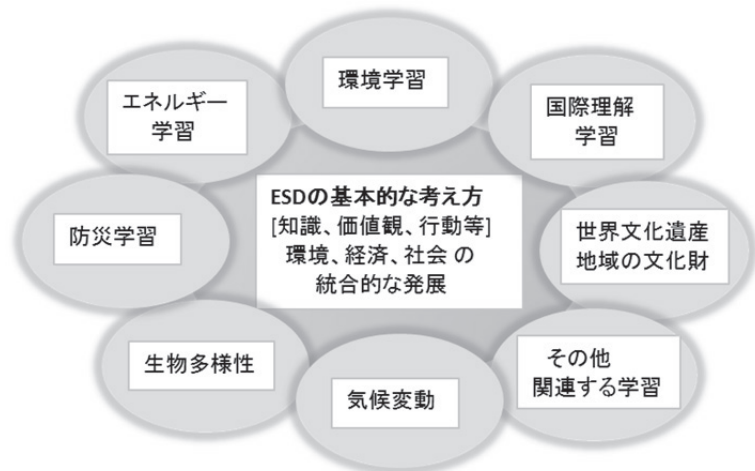 環境学習
エネルギー
学習
国際理解
学習
ESDの基本的な考え方
[知識、価値観、行動等]
環境、経済、社会 の
統合的な発展
防災学習
世界文化遺産
地域の文化財
生物多様性
気候変動
その他
関連する学習